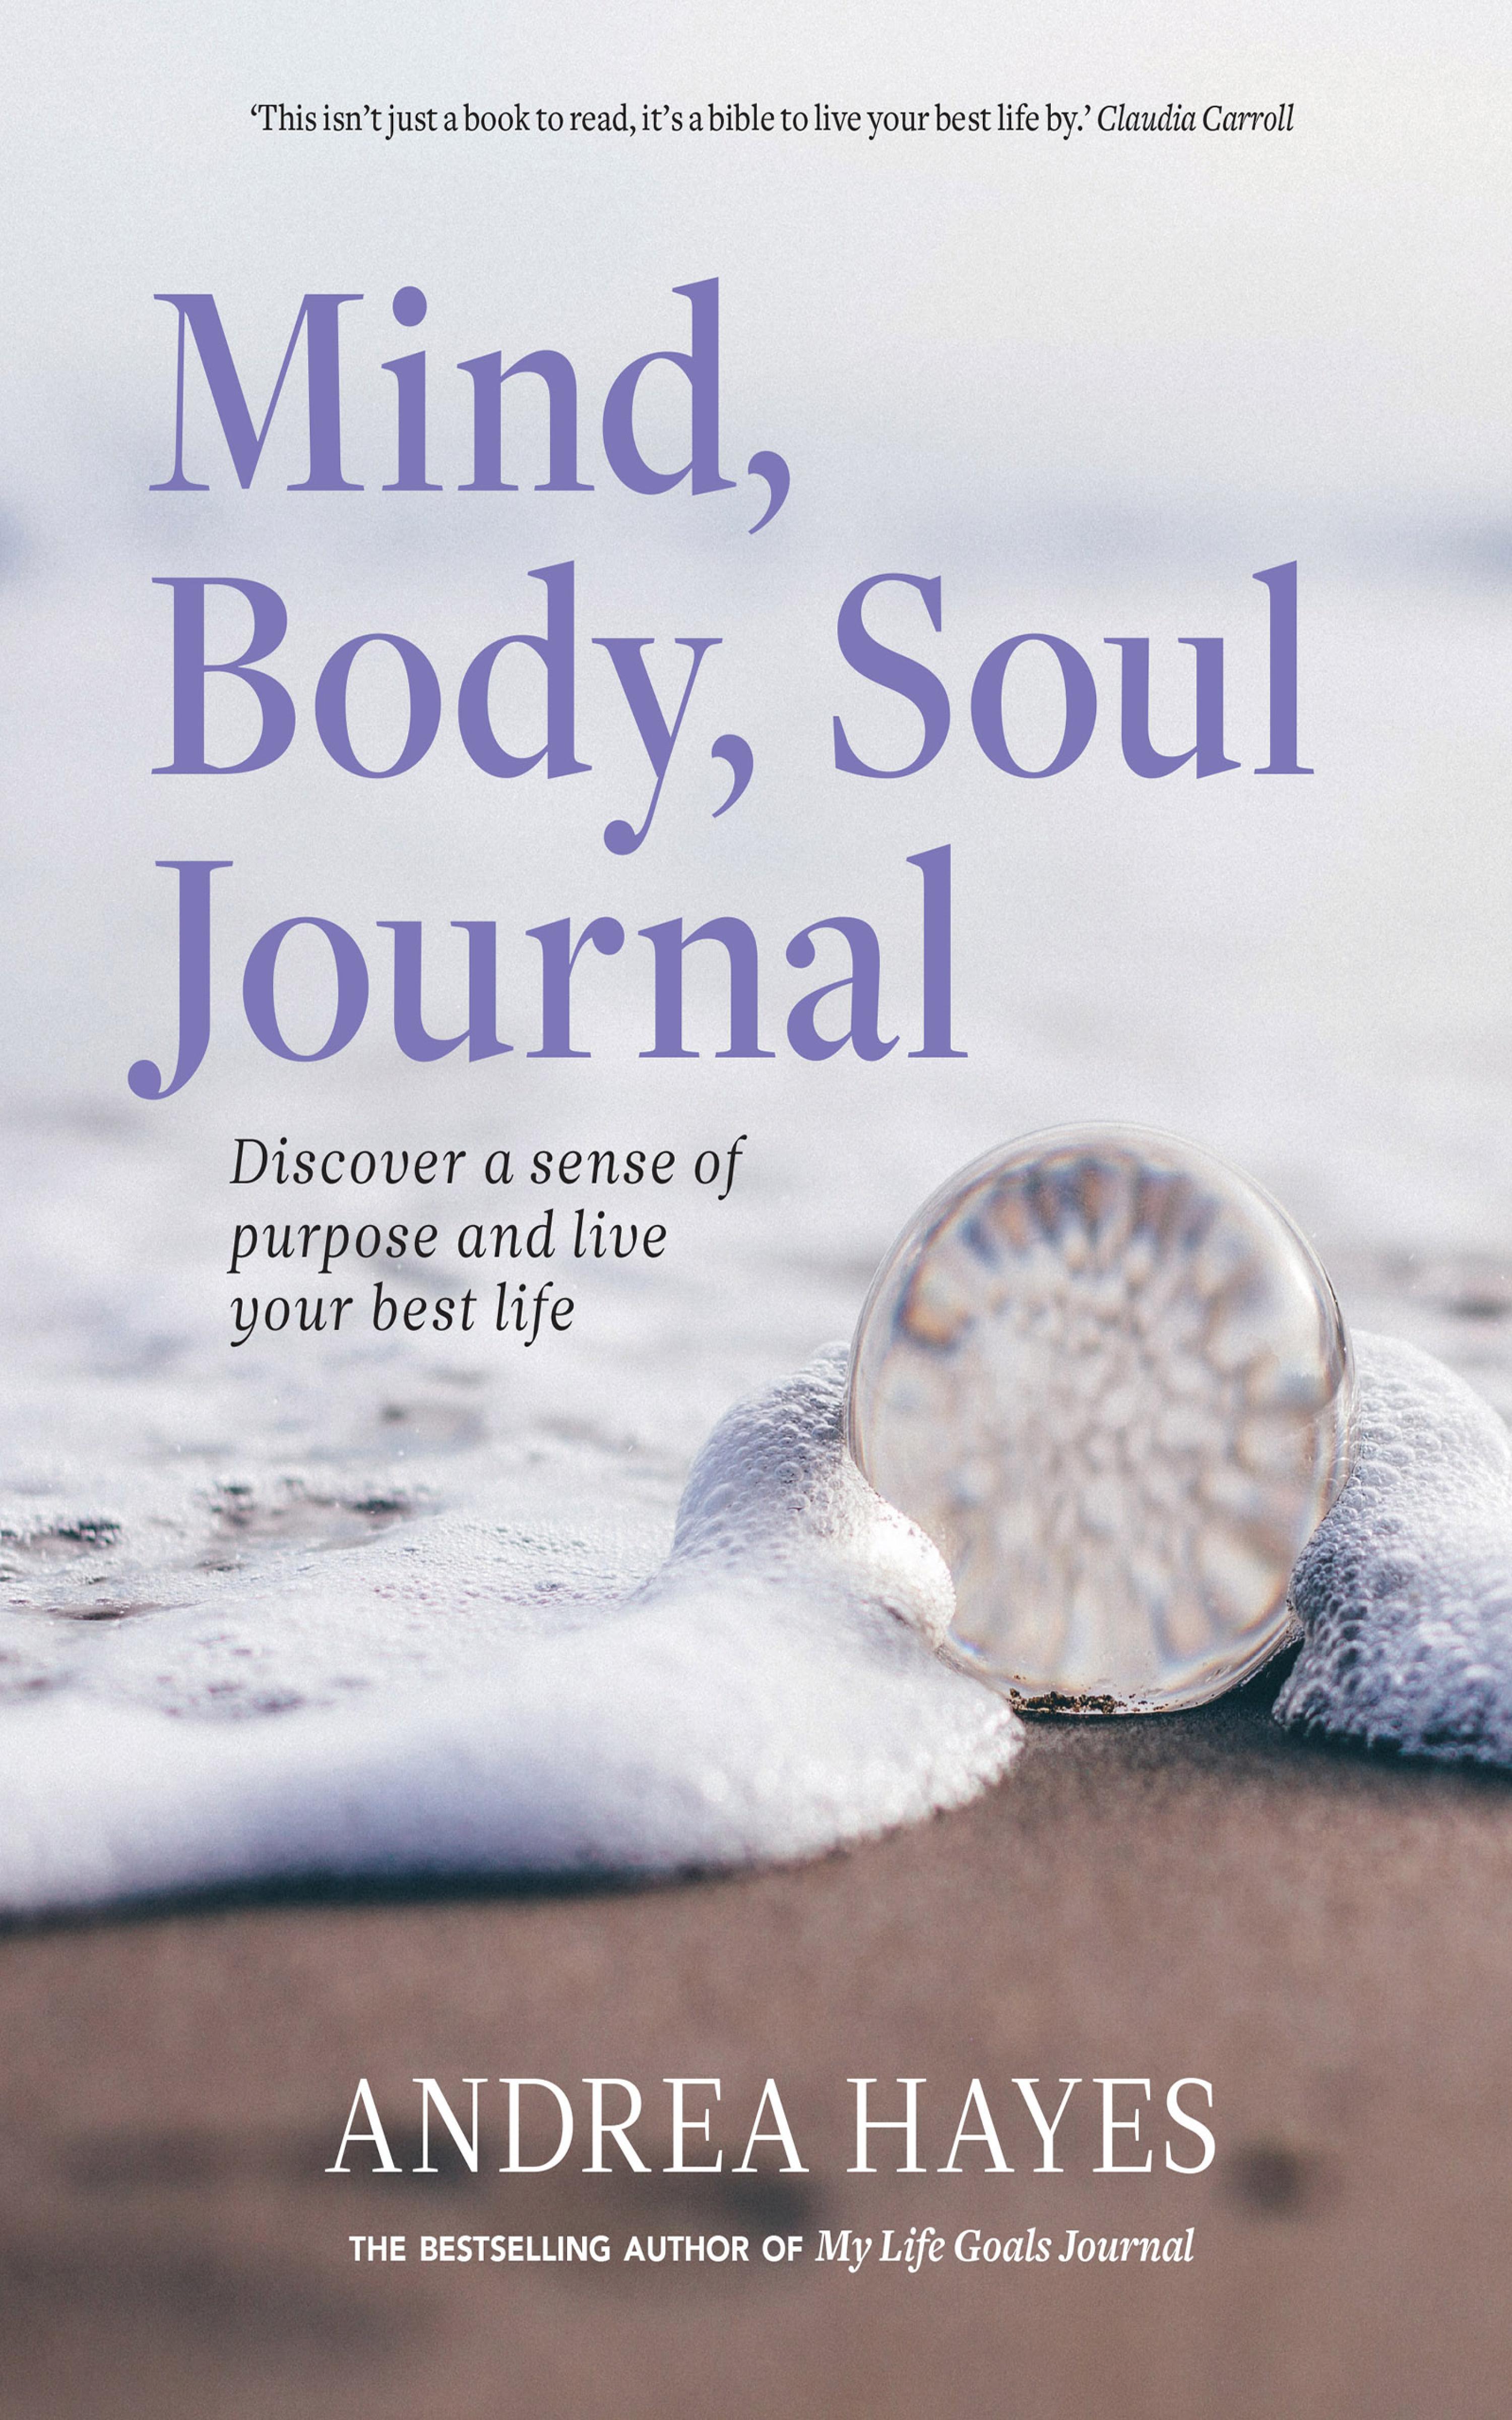 ‘This isn’t just a book to read, it’s a bible to live your best life by.’ Claudia Carroll
Mind,
Body, Soul
Journal
Discover a sense of
purpose and live
your best life
ANDREA HAYES
THE BESTSELLING AUTHOR OF My Life Goals Journal